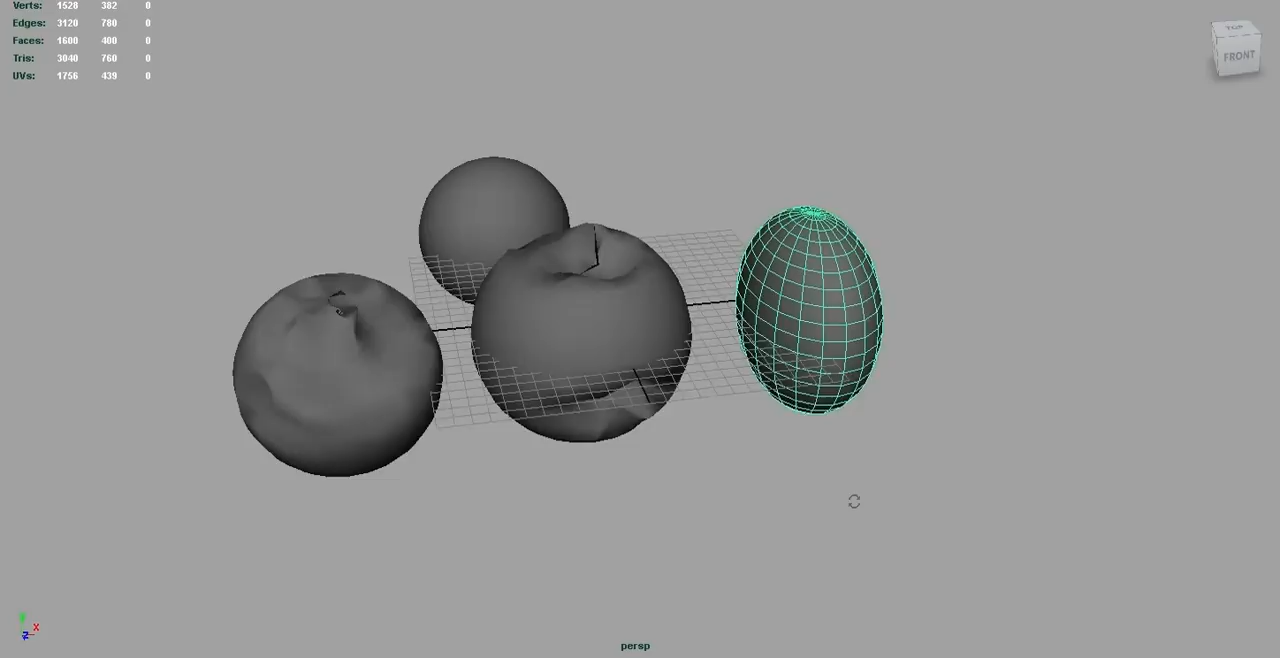 Verts: 1528 382 0
Edges: 3120 780 0
Faces: 1600 400 0
Tris: 3040 760 0
UVs: 1756 439 0
TOP
FRONT
Y
X
Z
persp